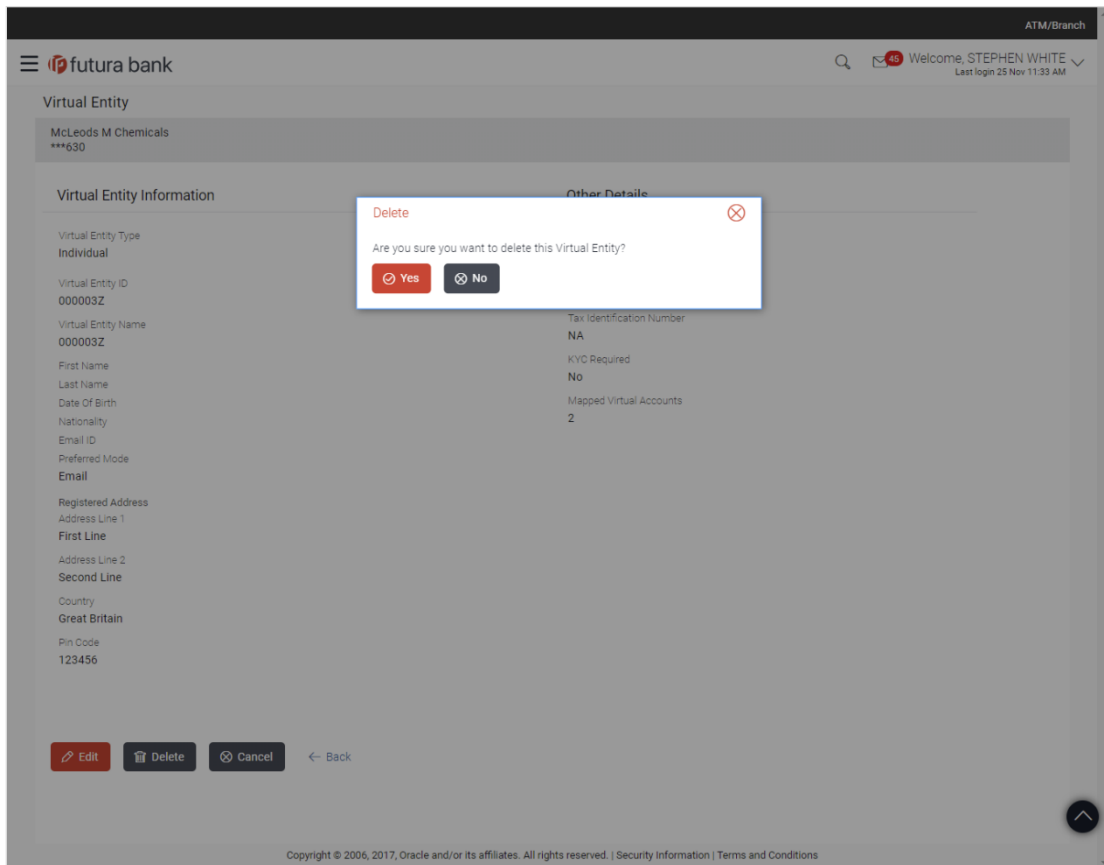 ATM/Branch
futura bank
45
Welcome, STEPHEN WHITE
Last login 25 Nov 11:33 AM
Virtual Entity
McLeods M Chemicals
***630
Virtual Entity Information
Other Details
Delete
Are you sure you want to delete this Virtual Entity?
Yes
No
Virtual Entity Type
Individual
Virtual Entity ID
000003Z
Virtual Entity Name
000003Z
First Name
Last Name
Date Of Birth
Nationality
Email ID
Preferred Mode
Email
Registered Address
Address Line 1
First Line
Address Line 2
Second Line
Country
Great Britain
Pin Code
123456
Tax Identification Number
NA
KYC Required
No
Mapped Virtual Accounts
2
Edit
Delete
Cancel
Back
Copyright © 2006, 2017, Oracle and/or its affiliates. All rights reserved. | Security Information | Terms and Conditions